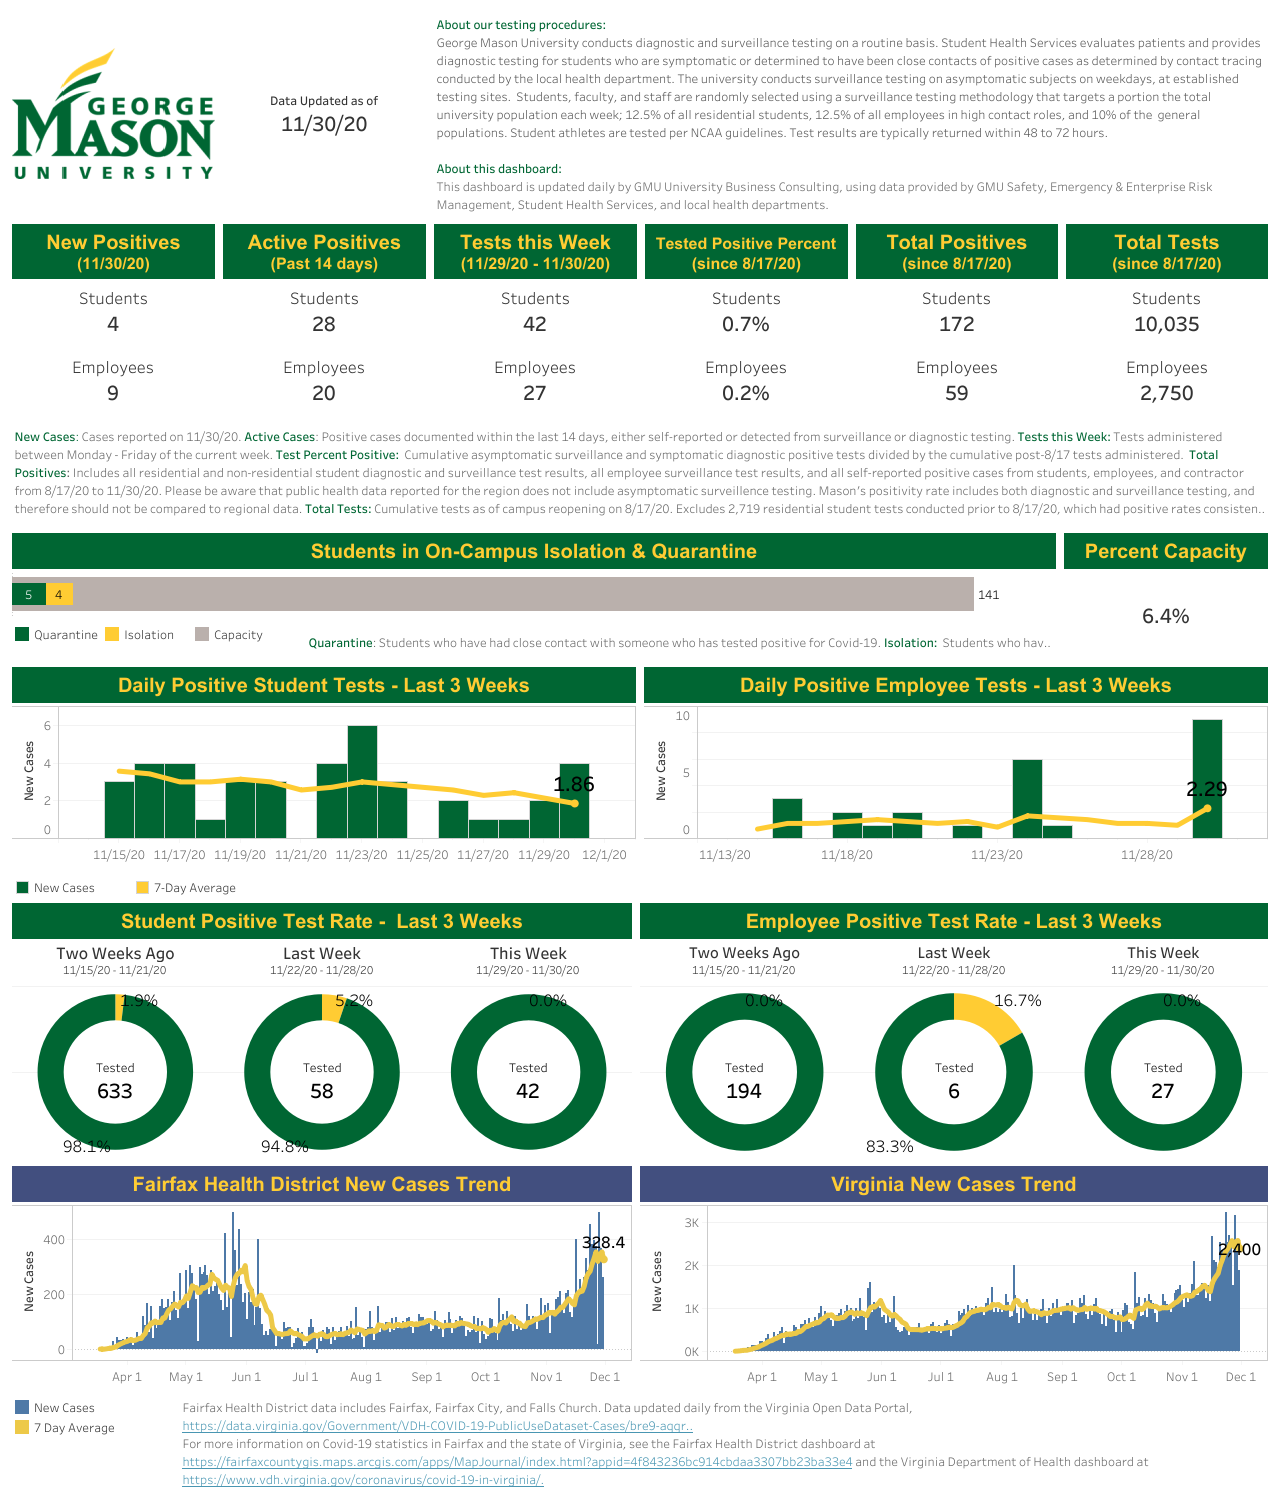 About our testing procedures:
George Mason University conducts diagnostic and surveillance testing on a routine basis. Student Health Services evaluates patients and provides
diagnostic testing for students who are symptomatic or determined to have been close contacts of positive cases as determined by contact tracing
conducted by the local health department. The university conducts surveillance testing on asymptomatic subjects on weekdays, at established
testing sites. Students, faculty, and staff are randomly selected using a surveillance testing methodology that targets a portion the total
university population each week; 12.5% of all residential students, 12.5% of all employees in high contact roles, and 10% of the general
populations. Student athletes are tested per NCAA guidelines. Test results are typically returned within 48 to 72 hours.
About this dashboard:
This dashboard is updated daily by GMU University Business Consulting, using data provided by GMU Safety, Emergency & Enterprise Risk
Management, Student Health Services, and local health departments.
GEORGE
MASON
UNIVERSITY
Data Updated as of
11/30/20
New Positives
(11/30/20)
Students
4
Employees
9
Active Positives
(Past 14 days)
Students
28
Employees
20
Tests this Week
(11/29/20 - 11/30/20)
Students
42
Employees
27
Tested Positive Percent
(since 8/17/20)
Students
0.7%
Employees
0.2%
Total Positives
(since 8/17/20)
Students
172
Employees
59
Total Tests
(since 8/17/20)
Students
10,035
Employees
2,750
New Cases: Cases reported on 11/30/20. Active Cases: Positive cases documented within the last 14 days, either self-reported or detected from surveillance or diagnostic testing. Tests this Week: Tests administered
between Monday - Friday of the current week. Test Percent Positive: Cumulative asymptomatic surveillance and symptomatic diagnostic positive tests divided by the cumulative post-8/17 tests administered. Total
Positives: Includes all residential and non-residential student diagnostic and surveillance test results, all employee surveillance test results, and all self-reported positive cases from students, employees, and contractor
from 8/17/20 to 11/30/20. Please be aware that public health data reported for the region does not include asymptomatic surveillence testing. Mason's positivity rate includes both diagnostic and surveillance testing, and
therefore should not be compared to regional data. Total Tests: Cumulative tests as of campus reopening on 8/17/20. Excludes 2,719 residential student tests conducted prior to 8/17/20, which had positive rates consisten..
Students in On-Campus Isolation & Quarantine
5 4 141
Quarantine Isolation Capacity
Quarantine: Students who have had close contact with someone who has tested positive for Covid-19. Isolation: Students who hav..
Percent Capacity
6.4%
Daily Positive Student Tests - Last 3 Weeks
New Cases
6
4
2
0
1.86
11/15/20 11/17/20 11/19/20 11/21/20 11/23/20 11/25/20 11/27/20 11/29/20 12/1/20
Daily Positive Employee Tests - Last 3 Weeks
New Cases
10
5
0
2.29
11/13/20 11/18/20 11/23/20 11/28/20
New Cases 7-Day Average
Student Positive Test Rate - Last 3 Weeks
Two Weeks Ago
11/15/20 - 11/21/20
1.9%
Tested
633
98.1%
Last Week
11/22/20 - 11/28/20
5.2%
Tested
58
94.8%
This Week
11/29/20 - 11/30/20
0.0%
Tested
42
Employee Positive Test Rate - Last 3 Weeks
Two Weeks Ago
11/15/20 - 11/21/20
0.0%
Tested
194
Last Week
11/22/20 - 11/28/20
16.7%
Tested
6
83.3%
This Week
11/29/20 - 11/30/20
0.0%
Tested
27
Fairfax Health District New Cases Trend
New Cases
400
200
0
328.4
Apr 1 May 1 Jun 1 Jul 1 Aug 1 Sep 1 Oct 1 Nov 1 Dec 1
Virginia New Cases Trend
New Cases
3K
2K
1K
0K
2,400
Apr 1 May 1 Jun 1 Jul 1 Aug 1 Sep 1 Oct 1 Nov 1 Dec 1
New Cases
7 Day Average
Fairfax Health District data includes Fairfax, Fairfax City, and Falls Church. Data updated daily from the Virginia Open Data Portal,
https://data.virginia.gov/Government/VDH-COVID-19-PublicUseDataset-Cases/bre9-aqqr..
For more information on Covid-19 statistics in Fairfax and the state of Virginia, see the Fairfax Health District dashboard at
https://fairfaxcountygis.maps.arcgis.com/apps/MapJournal/index.html?appid=4f843236bc914cbdaa3307bb23ba33e4 and the Virginia Department of Health dashboard at
https://www.vdh.virginia.gov/coronavirus/covid-19-in-virginia/.